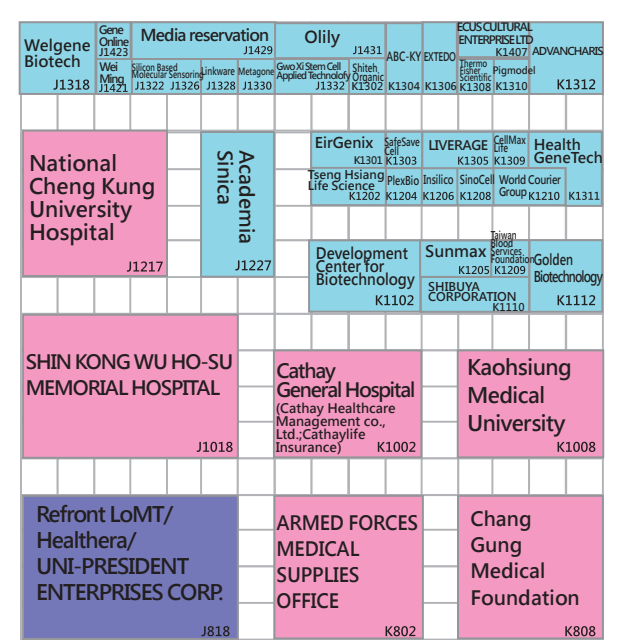 Welgene
Biotech
J1318
Gene
Online
J1423
Wei
Ming
J1421
Media reservation
J1429
Silicon Based
Molecular Sensoring
J1322 J1326
Linkware
J1328
Metagone
J1330
Olily
J1431
GwoXi Stem Cell
Applied Technolofy
J1332
Shiteh
Organic
K1302
ABC-KY
K1304
EXTEDO
K1306
ECUS CULTURAL
ENTERPRISE LTD
K1407
Thermo
Fisher
Scientific
K1308
Pigmodel
K1310
ADVANCHARIS
K1312
National
Cheng Kung
University
Hospital
J1217
Academia
Sinica
J1227
EirGenix
K1301
SafeSave
Cell
K1303
LIVERAGE
K1305
CellMax
Life
K1309
Health
GeneTech
K1311
Tseng Hsiang
Life Science
K1202
PlexBio
K1204
Insilico
K1206
SinoCell
K1208
World Courier
Group K1210
Development
Center for
Biotechnology
K1102
Sunmax
K1205
Taiwan
Blood
Services
Foundation
K1209
SHIBUYA
CORPORATION
K1110
Golden
Biotechnology
K1112
SHIN KONG WU HO-SU
MEMORIAL HOSPITAL
J1018
Cathay
General Hospital
(Cathay Healthcare
Management co.,
Ltd.;Cathaylife
Insurance) K1002
Kaohsiung
Medical
University
K1008
Refront LoMT/
Healthera/
UNI-PRESIDENT
ENTERPRISES CORP.
J818
ARMED FORCES
MEDICAL
SUPPLIES
OFFICE
K802
Chang
Gung
Medical
Foundation
K808